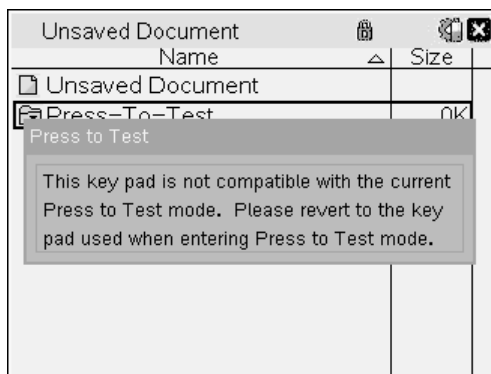 Unsaved Document
Name Size
Unsaved Document
Press-To-Test 0K
Press to Test
This key pad is not compatible with the current
Press to Test mode. Please revert to the key
pad used when entering Press to Test mode.